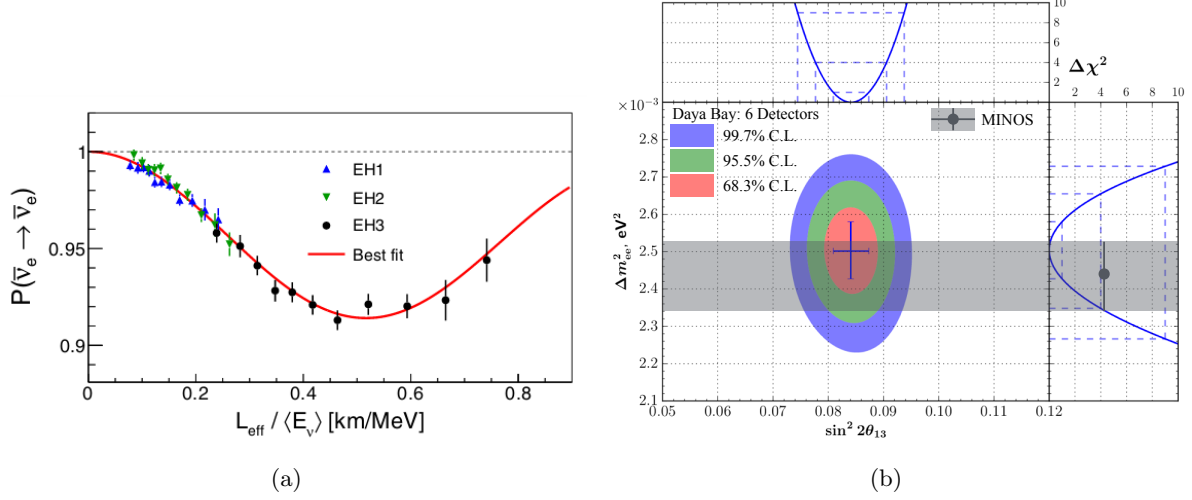 P(ν̅e → ν̅e)
1
0.95
0.9
0
0.2
0.4
0.6
0.8
Leff / ⟨Eν⟩ [km/MeV]
EH1
EH2
EH3
Best fit
(a)
10
8
6
4
2
Δχ²
2 4 6 8 10
×10⁻³
Daya Bay: 6 Detectors
99.7% C.L.
95.5% C.L.
68.3% C.L.
MINOS
2.8
2.7
2.6
2.5
2.4
2.3
2.2
2.1
Δm²ee, eV²
0.05 0.06 0.07 0.08 0.09 0.10 0.11 0.12
sin² 2θ13
(b)